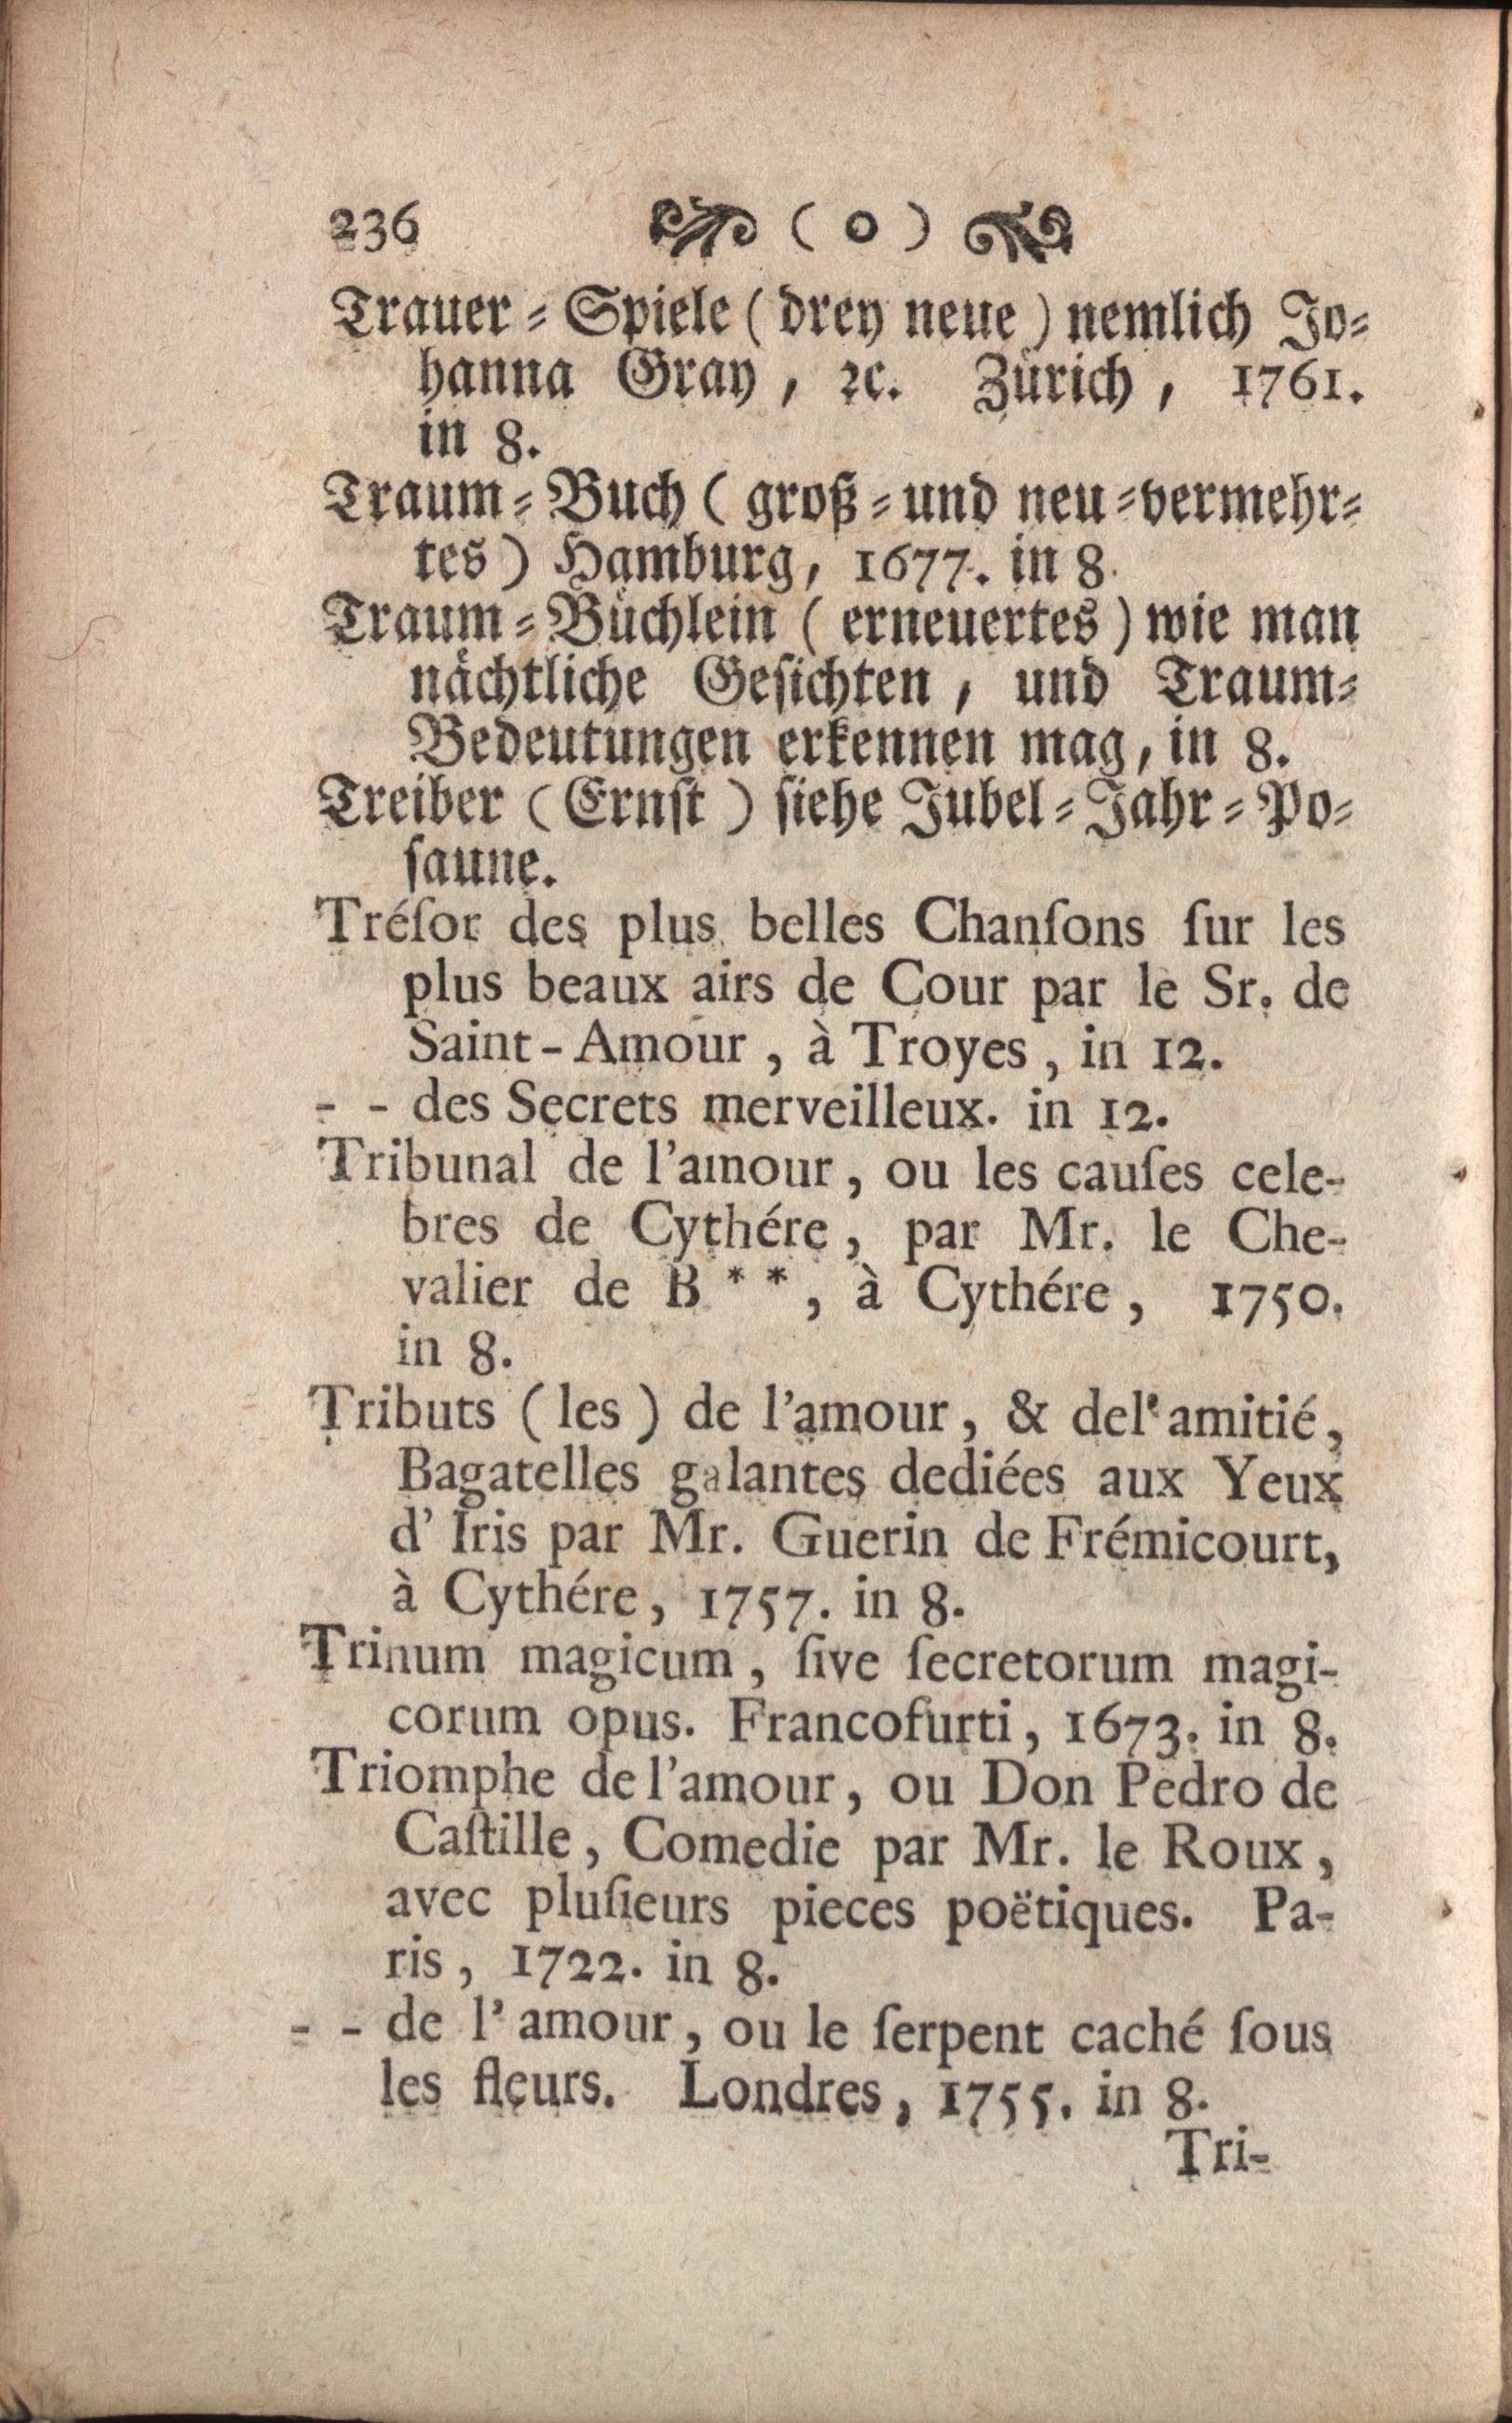 236 ( o )
Trauer⸗Spiele (drey neue) nemlich Jo⸗
hanna Gray, ꝛc. Zürich, 1761.
in 8.
Traum⸗Buch (groß⸗und neu⸗vermehr⸗
tes) Hamburg, 1677. in 8.
Traum⸗Büchlein (erneuertes) wie man
nächtliche Geſichten, und Traum⸗
Bedeutungen erkennen mag, in 8.
Treiber (Ernſt) ſiehe Jubel⸗Jahr⸗Po⸗
ſaune.
Tréſor des plus belles Chanſons ſur les
plus beaux airs de Cour par le Sr. de
Saint-Amour, à Troyes, in 12.
- - des Secrets merveilleux. in 12.
Tribunal de l'amour, ou les cauſes cele-
bres de Cythére, par Mr. le Che-
valier de B * *, à Cythére, 1750.
in 8.
Tributs (les) de l'amour, & del‘amitié,
Bagatelles galantes dediées aux Yeux
d' Iris par Mr. Guerin de Frémicourt,
à Cythére, 1757. in 8.
Trinum magicum, ſive ſecretorum magi-
corum opus. Francofurti, 1673. in 8.
Triomphe de l'amour, ou Don Pedro de
Caſtille, Comedie par Mr. le Roux,
avec pluſieurs pieces poëtiques. Pa-
ris, 1722. in 8.
- - de l' amour, ou le ſerpent caché ſous
les fleurs. Londres, 1755. in 8.
Tri-